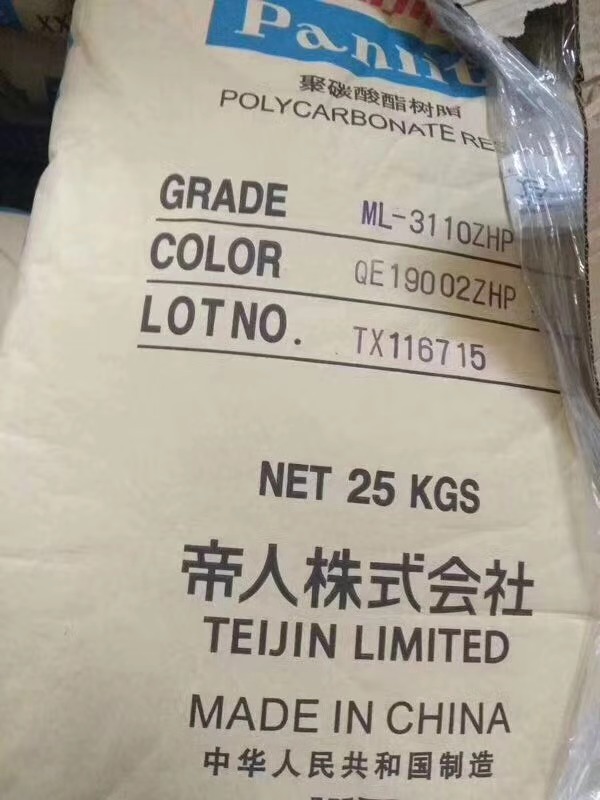 Panlit
聚碳酸酯树脂
POLYCARBONATE RE
GRADE ML-3110ZHP
COLOR QE19002ZHP
LOT NO. TX116715
NET 25 KGS
帝人株式会社
TEIJIN LIMITED
MADE IN CHINA
中华人民共和国制造